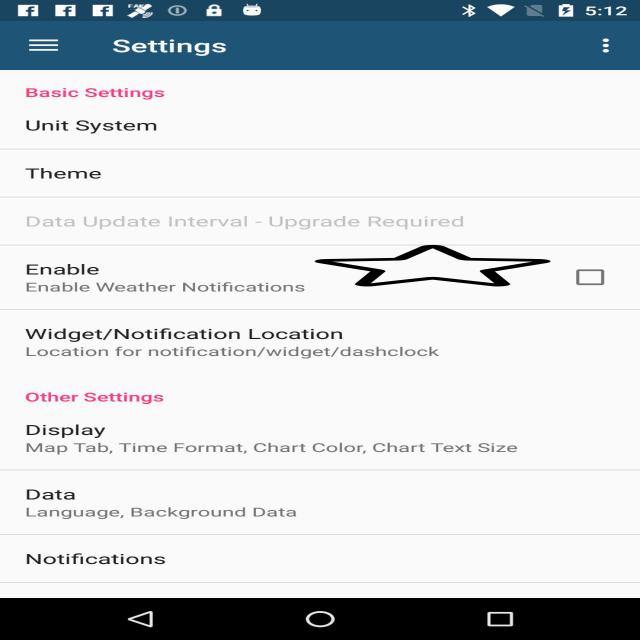 5:12
Settings
Basic Settings
Unit System
Theme
Data Update Interval - Upgrade Required
Enable
Enable Weather Notifications
Widget/Notification Location
Location for notification/widget/dashclock
Other Settings
Display
Map Tab, Time Format, Chart Color, Chart Text Size
Data
Language, Background Data
Notifications